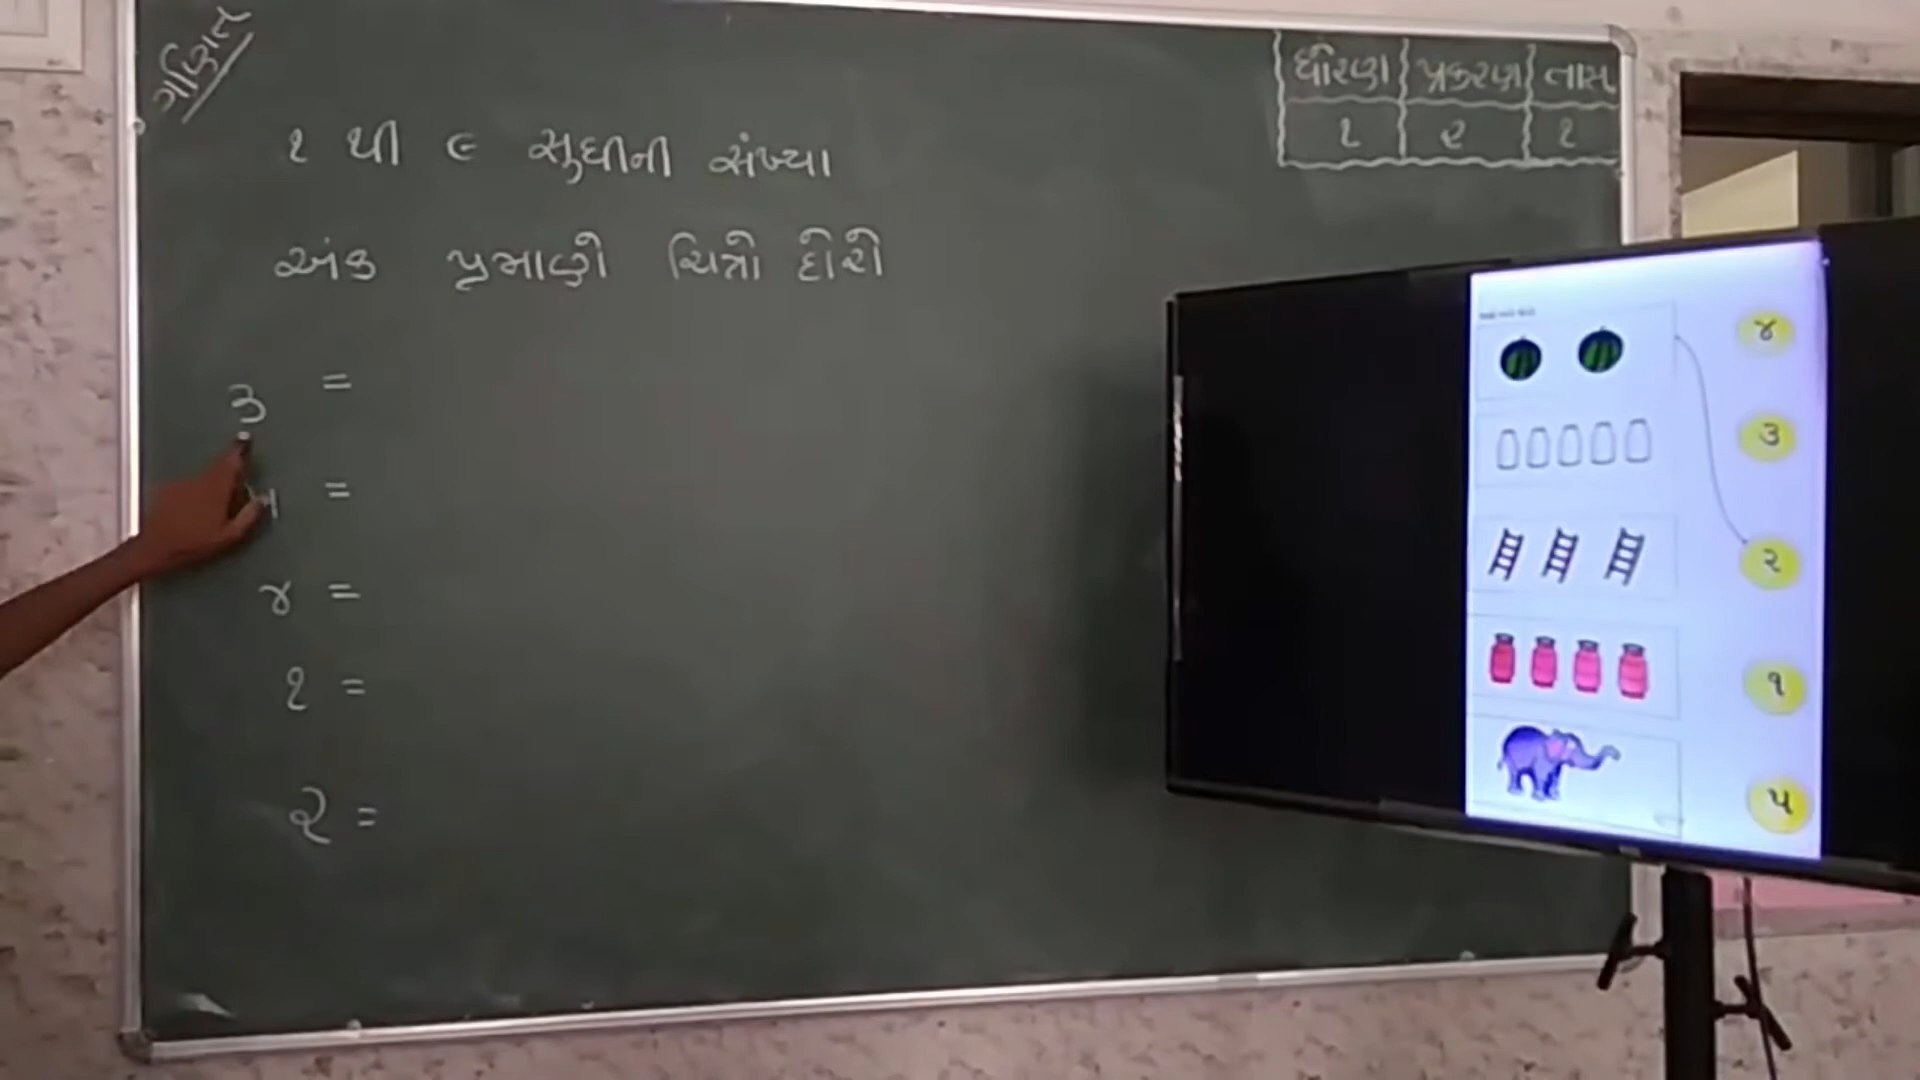 ગણિત
ધોરણ પ્રકરણ તાસ
૧ ૨ ૧
૧ થી ૯ સુધીની સંખ્યા
અંક પ્રમાણે ચિત્રો દોરો
૩ =
૫ =
૪ =
૧ =
૨ =
૪
૩
૨
૧
૫